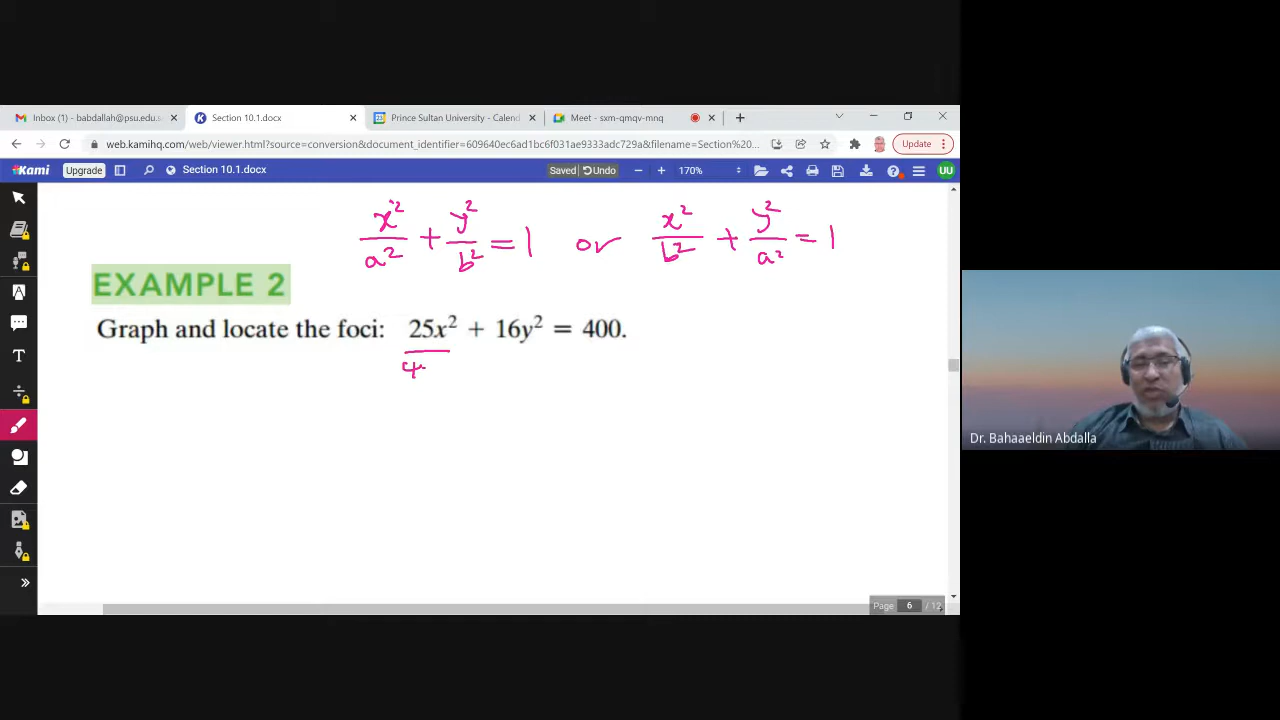 Inbox (1) - babdallah@psu.edu.s
Section 10.1.docx
Prince Sultan University - Calend
Meet - sxm-qmqv-mnq
web.kamihq.com/web/viewer.html?source=conversion&document_identifier=609640ec6ad1bc6f031ae9333adc729a&filename=Section%20...
Update
Kami
Upgrade
Section 10.1.docx
Saved
Undo
170%
UU
x²/a² + y²/b² = 1 or x²/b² + y²/a² = 1
EXAMPLE 2
Graph and locate the foci: 25x² + 16y² = 400.
4
Dr. Bahaaeldin Abdalla
T
Page 6 / 12